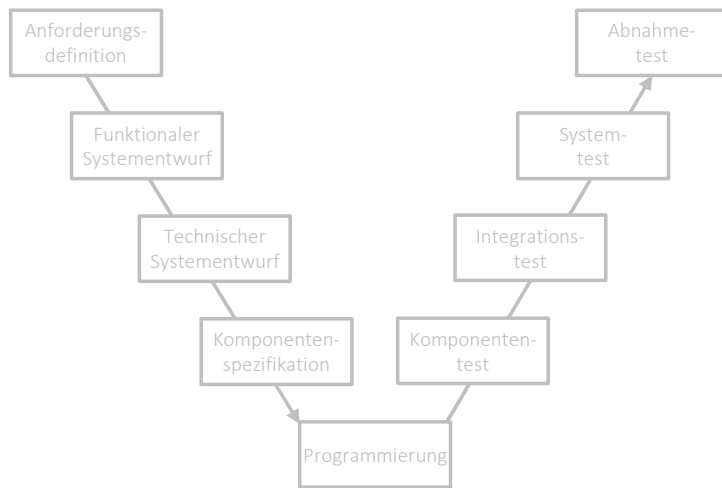 Anforderungs-
definition
Abnahme-
test
Funktionaler
Systementwurf
System-
test
Technischer
Systementwurf
Integrations-
test
Komponenten-
spezifikation
Komponenten-
test
Programmierung